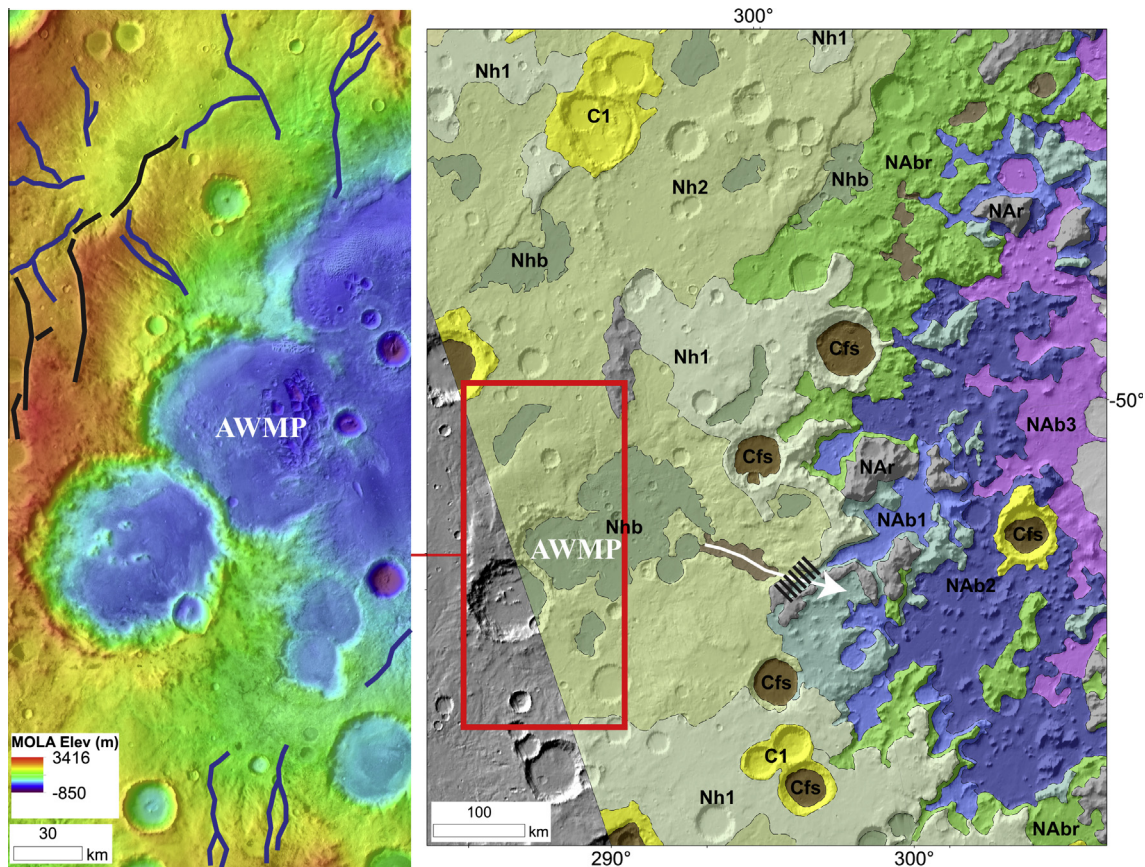 AWMP
MOLA Elev (m)
3416
-850
30
km
300°
Nh1
Nh1
C1
NAbr
Nhb
Nh2
NAr
Nhb
Nh1
Cfs
-50°
NAb3
Cfs
NAr
Nhb
NAb1
Cfs
AWMP
NAb2
Cfs
C1
Cfs
Nh1
NAbr
100
km
290°
300°